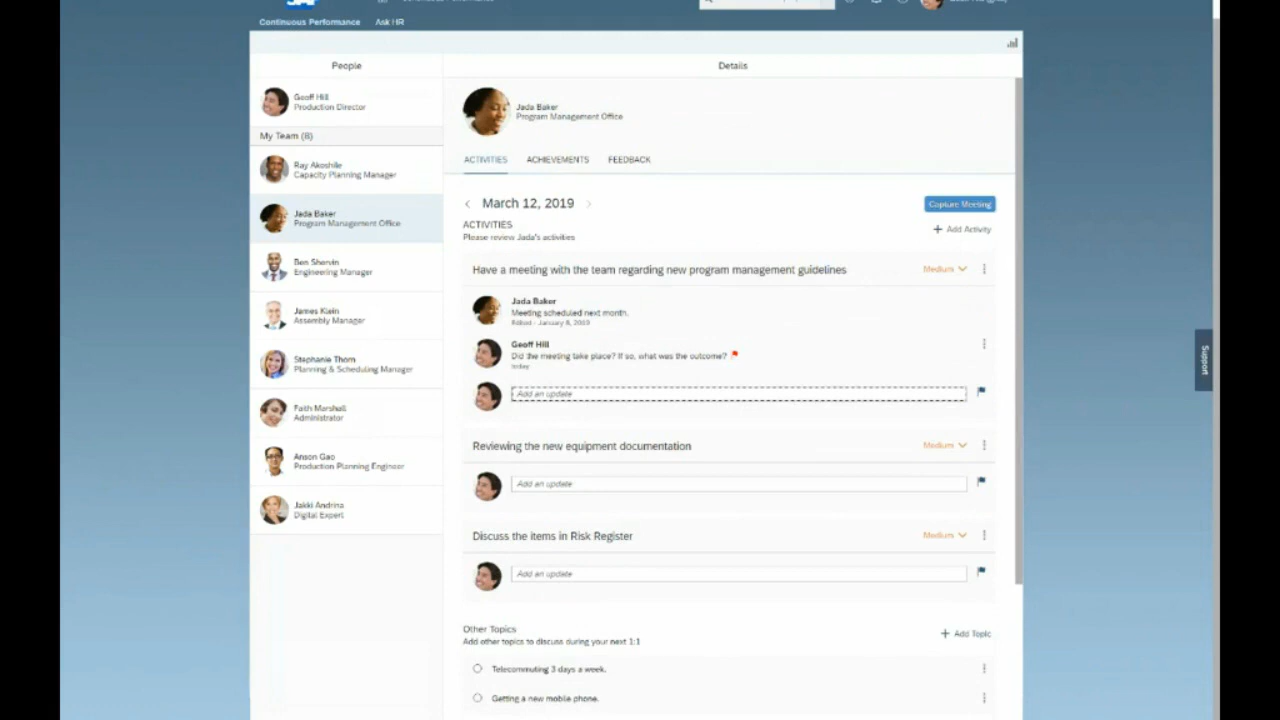 Continuous Performance
Ask HR
People
Details
Geoff Hill
Production Director
My Team (8)
Ray Akoshile
Capacity Planning Manager
Jada Baker
Program Management Office
Ben Shervin
Engineering Manager
James Klein
Assembly Manager
Stephanie Thorn
Planning & Scheduling Manager
Faith Marshall
Administrator
Anson Gao
Production Planning Engineer
Jakki Andrina
Digital Expert
Jada Baker
Program Management Office
ACTIVITIES
ACHIEVEMENTS
FEEDBACK
March 12, 2019
Capture Meeting
ACTIVITIES
Please review Jada's activities
+ Add Activity
Have a meeting with the team regarding new program management guidelines
Medium
Jada Baker
Meeting scheduled next month.
Edited - January 8, 2019
Geoff Hill
Did the meeting take place? If so, what was the outcome?
today
Add an update
Reviewing the new equipment documentation
Medium
Add an update
Discuss the items in Risk Register
Medium
Add an update
Other Topics
Add other topics to discuss during your next 1:1
+ Add Topic
Telecommuting 3 days a week.
Getting a new mobile phone.
Support